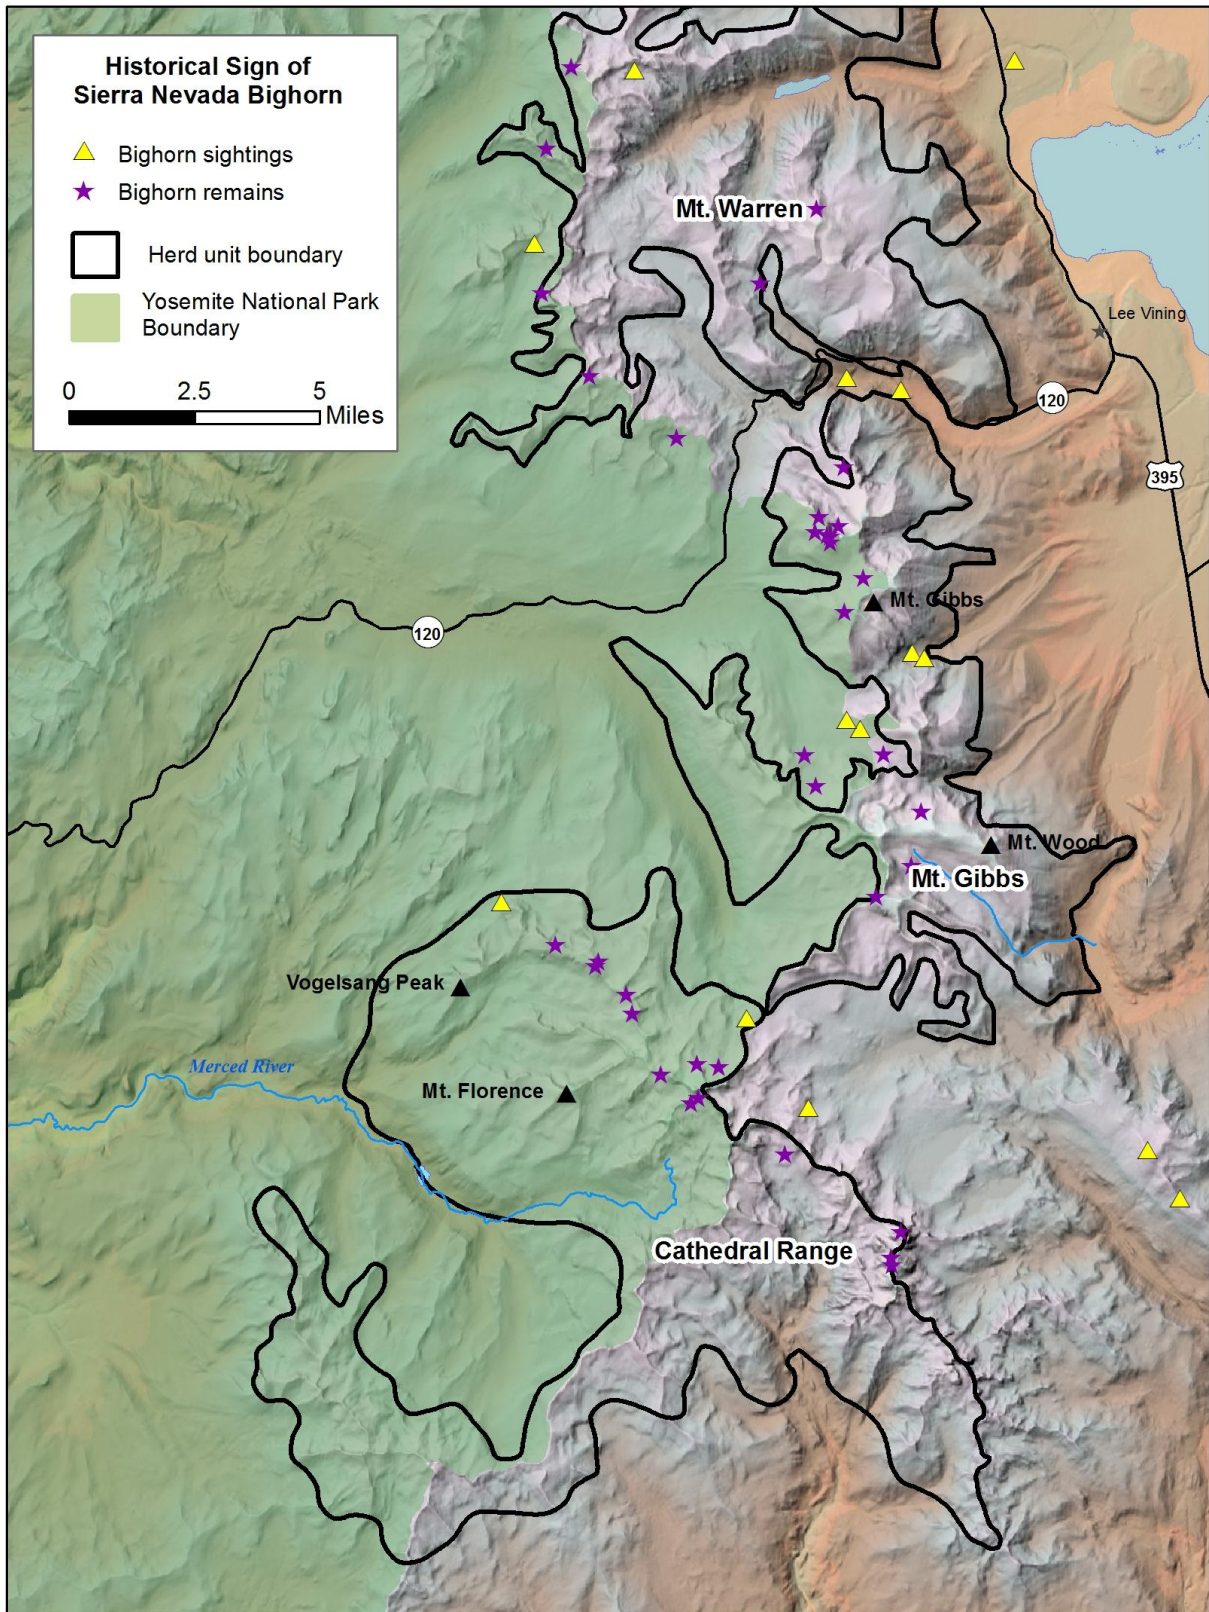 Historical Sign of
Sierra Nevada Bighorn
Bighorn sightings
Bighorn remains
Herd unit boundary
Yosemite National Park
Boundary
0 2.5 5
Miles
Mt. Warren
Lee Vining
120
395
Mt. Gibbs
120
Mt. Wood
Mt. Gibbs
Vogelsang Peak
Merced River
Mt. Florence
Cathedral Range